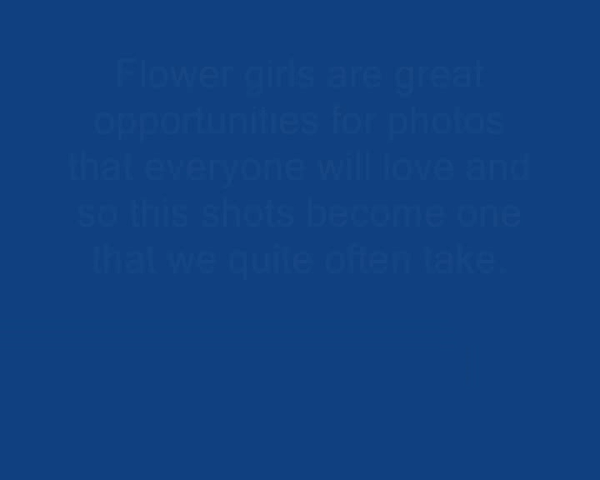 Flower girls are great
opportunities for photos
that everyone will love and
so this shots become one
that we quite often take.